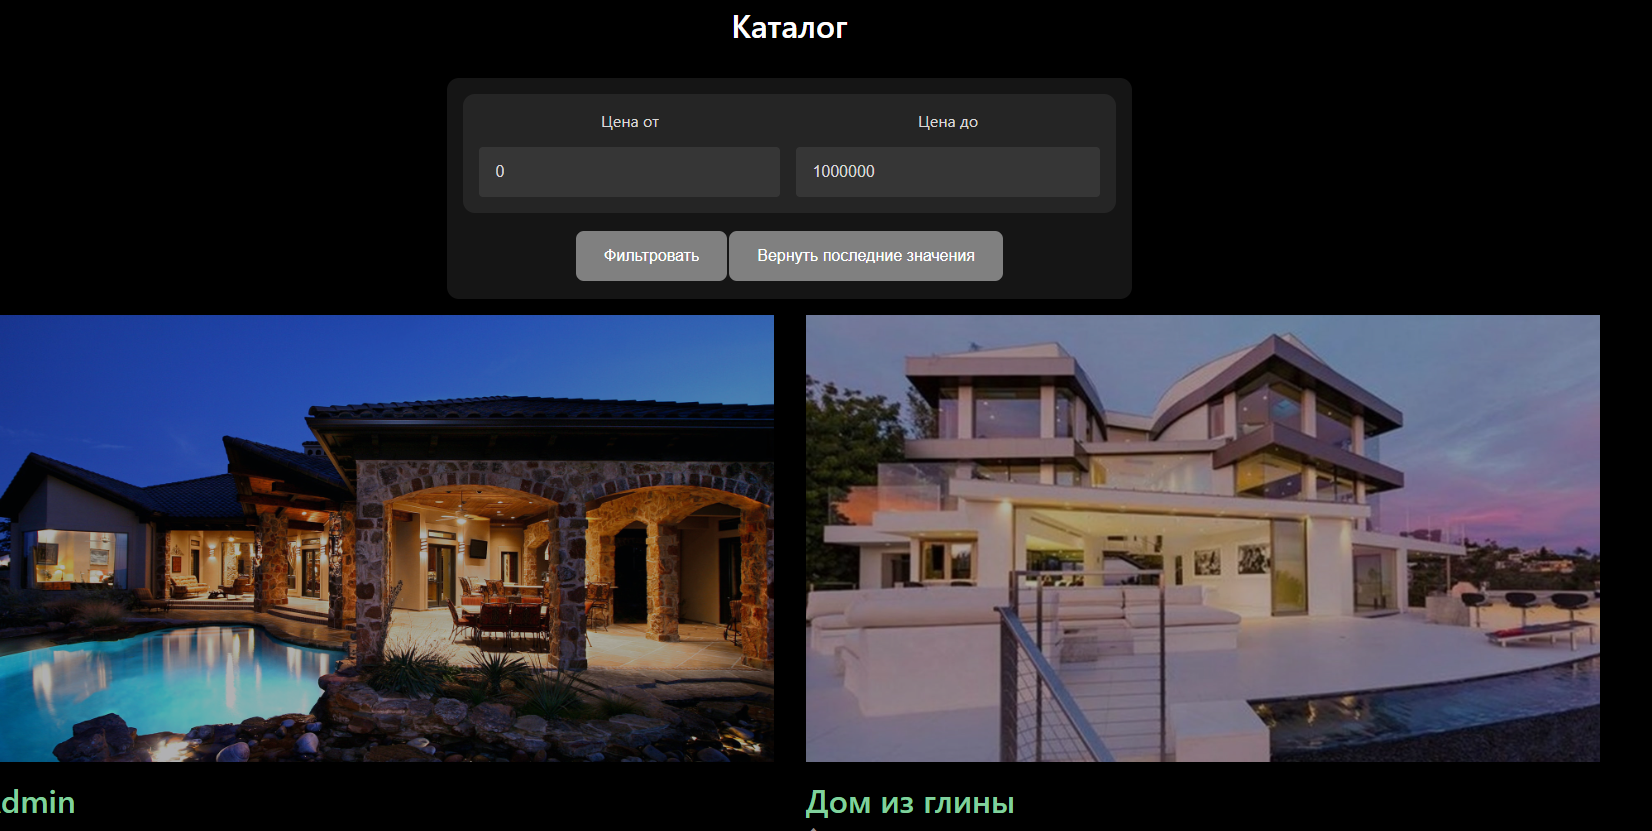 Каталог
Цена от
Цена до
0
1000000
Фильтровать
Вернуть последние значения
dmin
Дом из глины